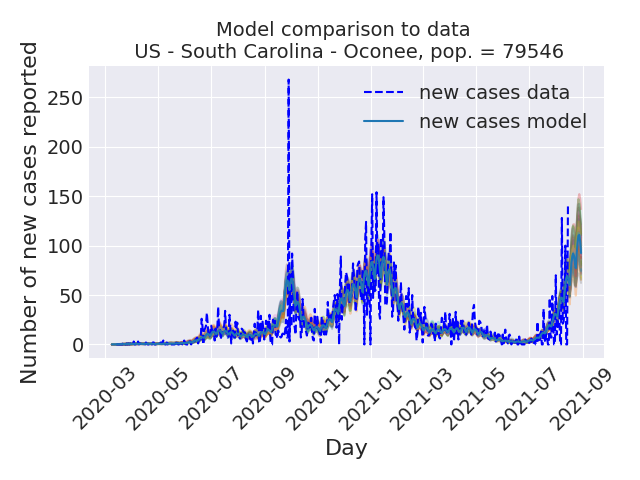 Model comparison to data
US - South Carolina - Oconee, pop. = 79546
Number of new cases reported
250
200
150
100
50
0
new cases data
new cases model
2020-03
2020-05
2020-07
2020-09
2020-11
2021-01
2021-03
2021-05
2021-07
2021-09
Day